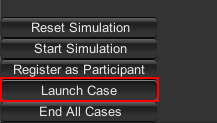 Reset Simulation
Start Simulation
Register as Participant
Launch Case
End All Cases